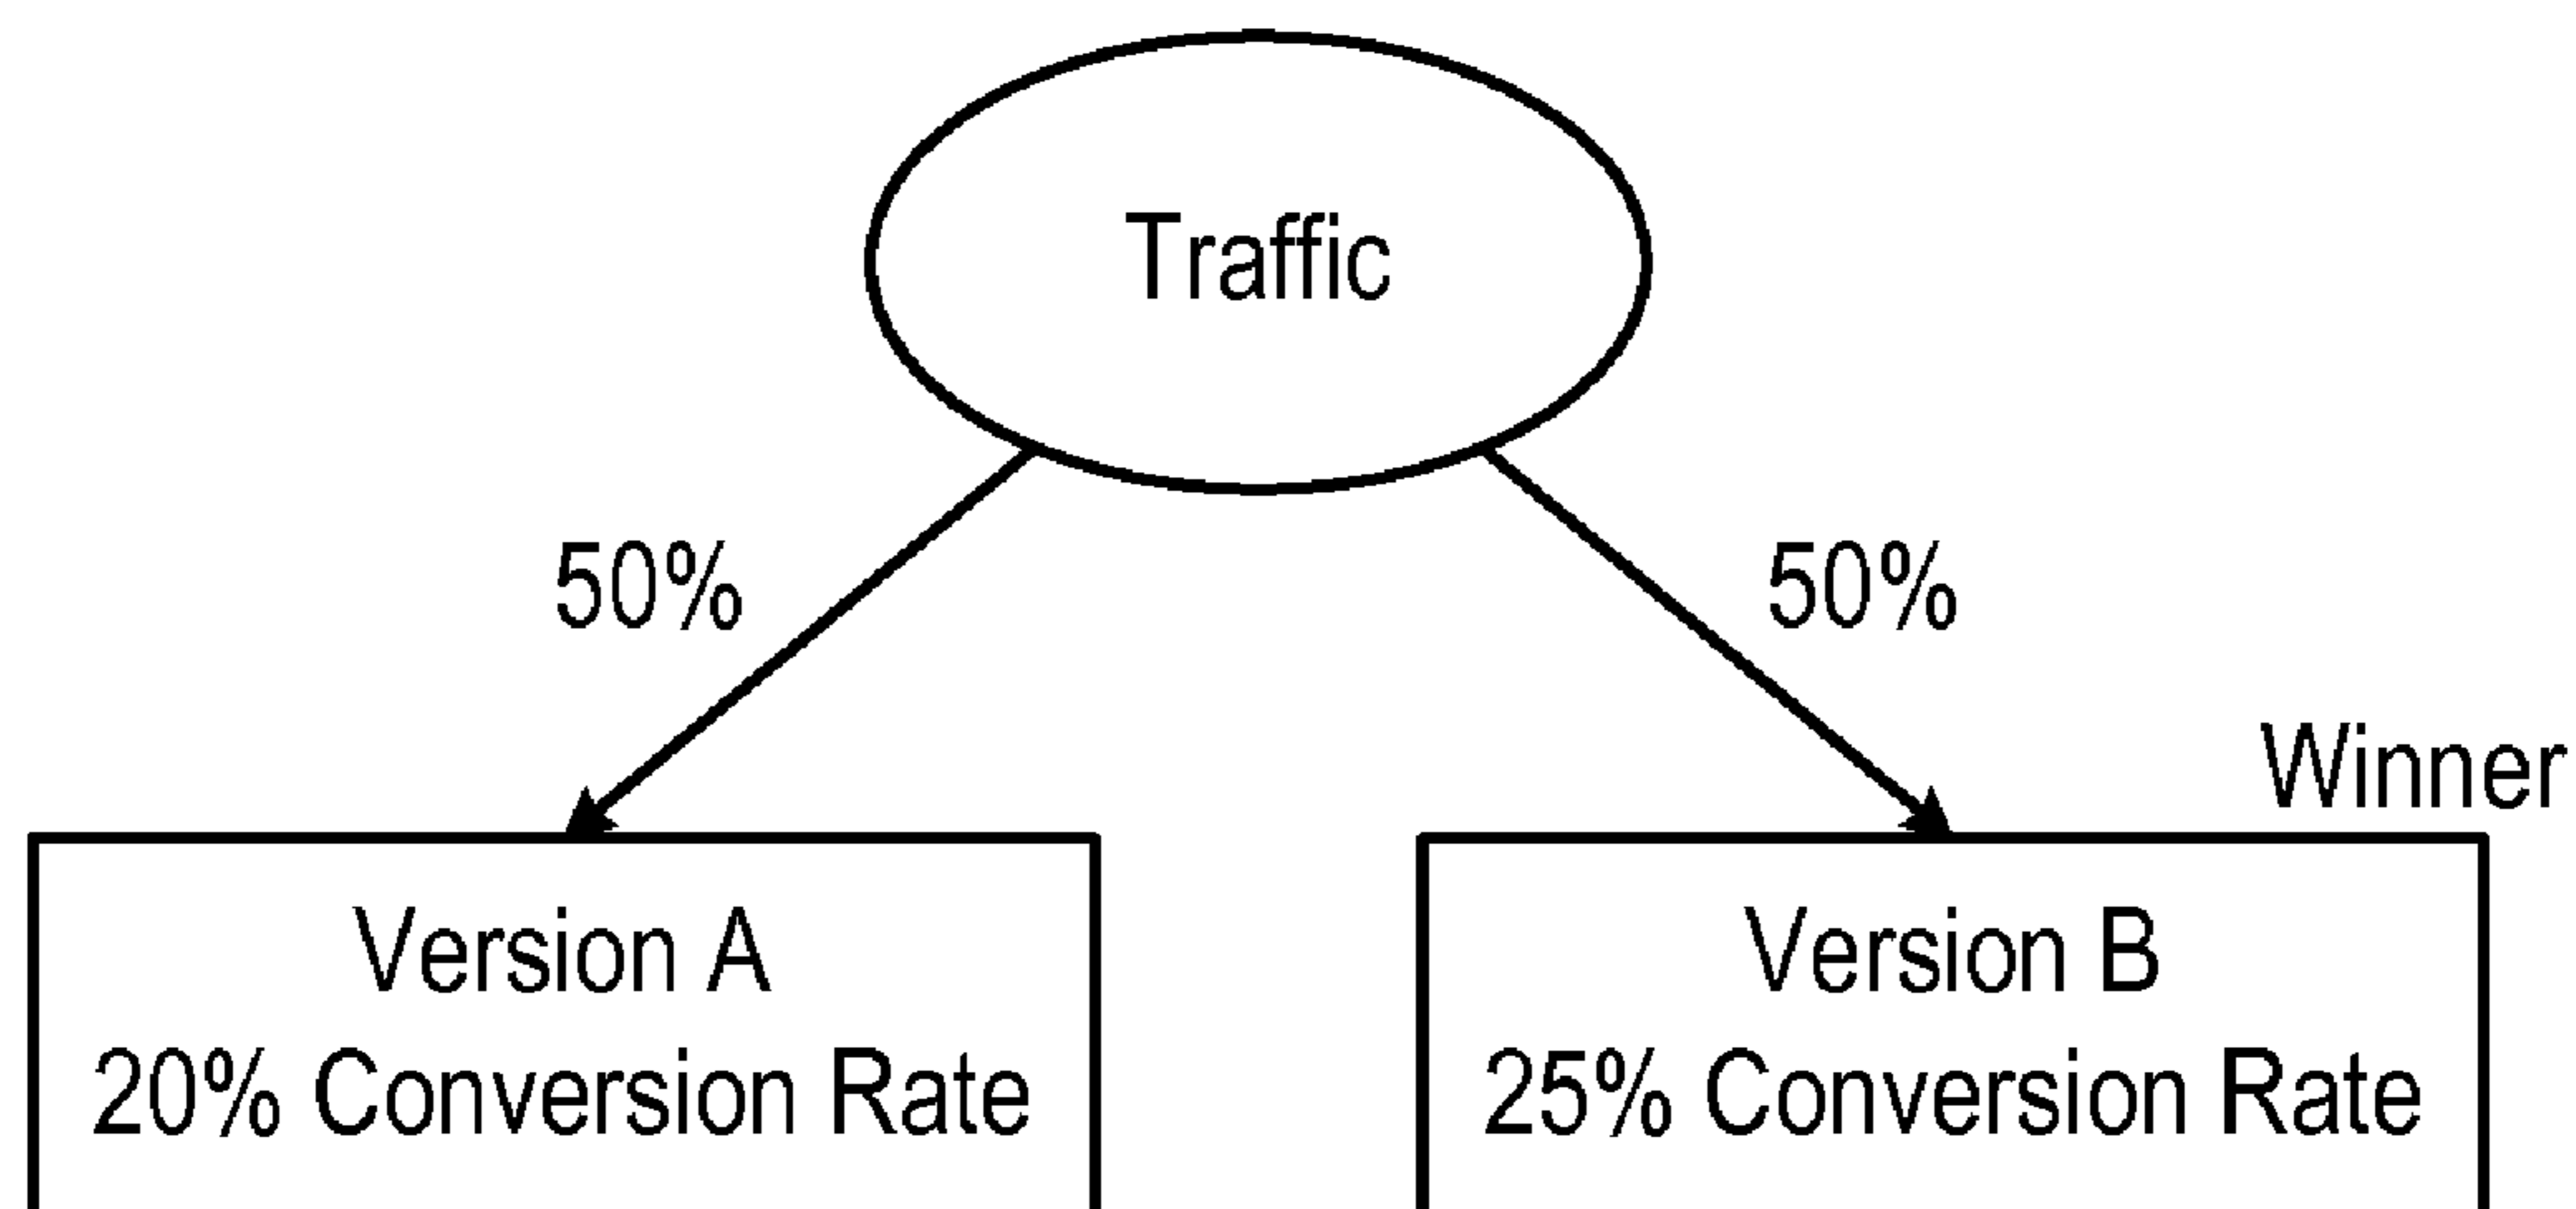 Traffic
50%
50%
Winner
Version A
20% Conversion Rate
Version B
25% Conversion Rate